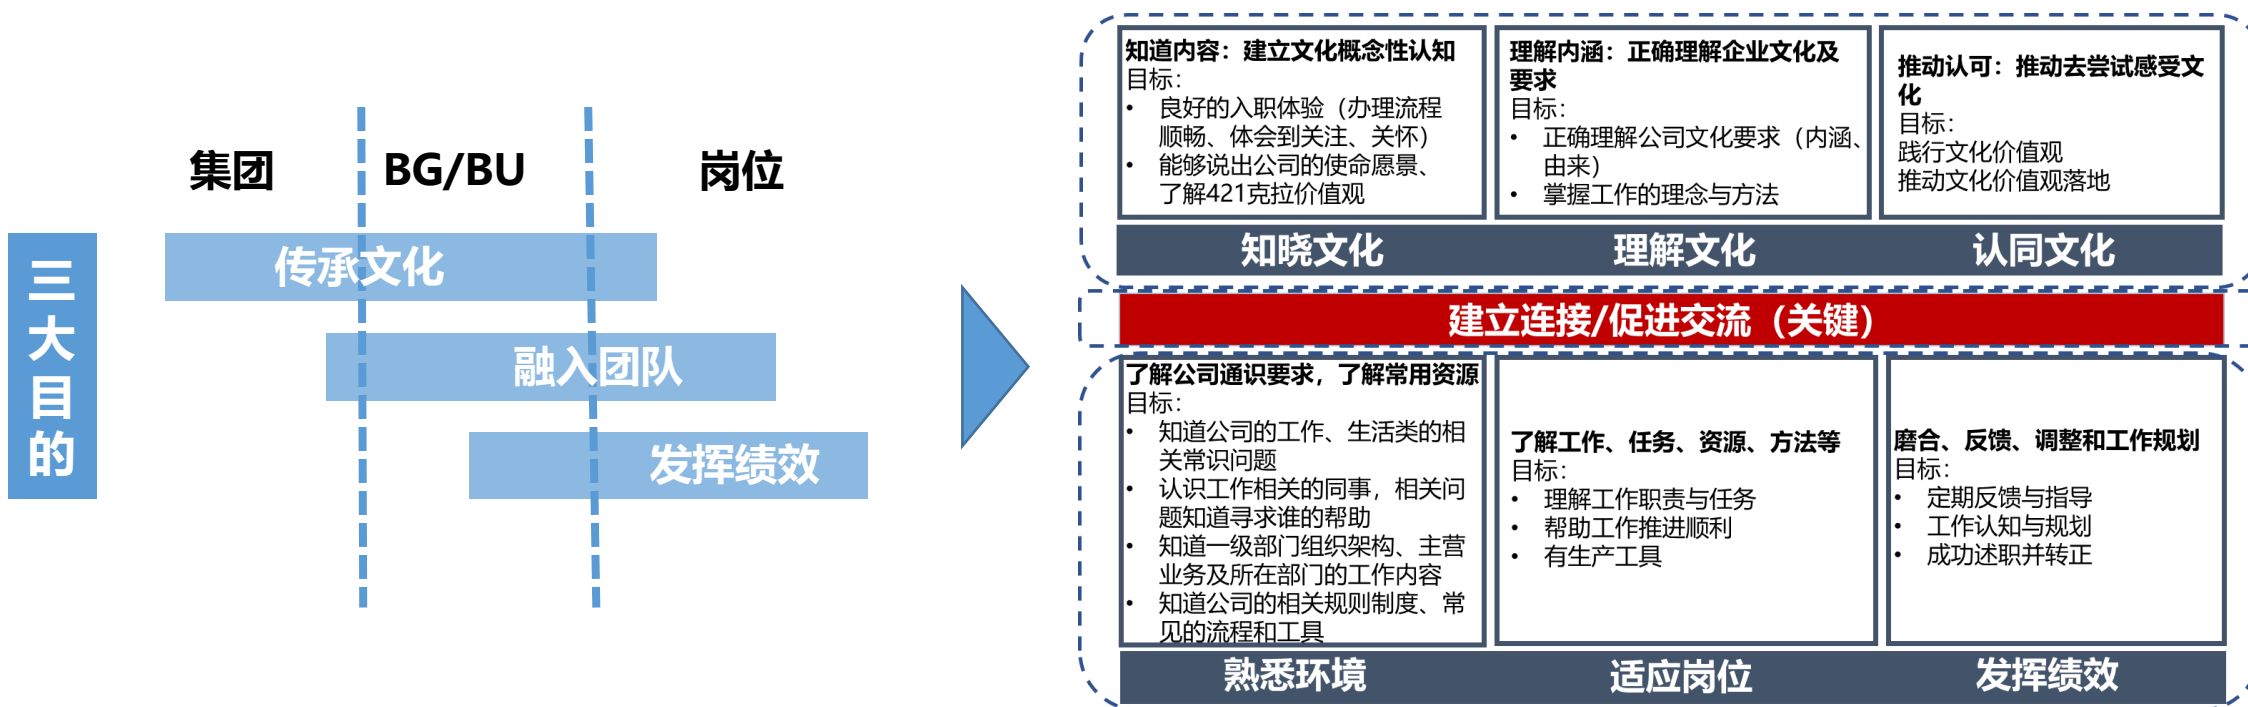 三大目的
集团
BG/BU
岗位
传承文化
融入团队
发挥绩效
知道内容：建立文化概念性认知
目标：
• 良好的入职体验（办理流程
顺畅、体会到关注、关怀）
• 能够说出公司的使命愿景、
了解421克拉价值观
知晓文化
理解内涵：正确理解企业文化及
要求
目标：
• 正确理解公司文化要求（内涵、
由来）
• 掌握工作的理念与方法
理解文化
推动认可：推动去尝试感受文
化
目标：
践行文化价值观
推动文化价值观落地
认同文化
建立连接/促进交流（关键）
了解公司通识要求，了解常用资源
目标：
• 知道公司的工作、生活类的相
关常识问题
• 认识工作相关的同事，相关问
题知道寻求谁的帮助
• 知道一级部门组织架构、主营
业务及所在部门的工作内容
• 知道公司的相关规则制度、常
见的流程和工具
熟悉环境
了解工作、任务、资源、方法等
目标：
• 理解工作职责与任务
• 帮助工作推进顺利
• 有生产工具
适应岗位
磨合、反馈、调整和工作规划
目标：
• 定期反馈与指导
• 工作认知与规划
• 成功述职并转正
发挥绩效